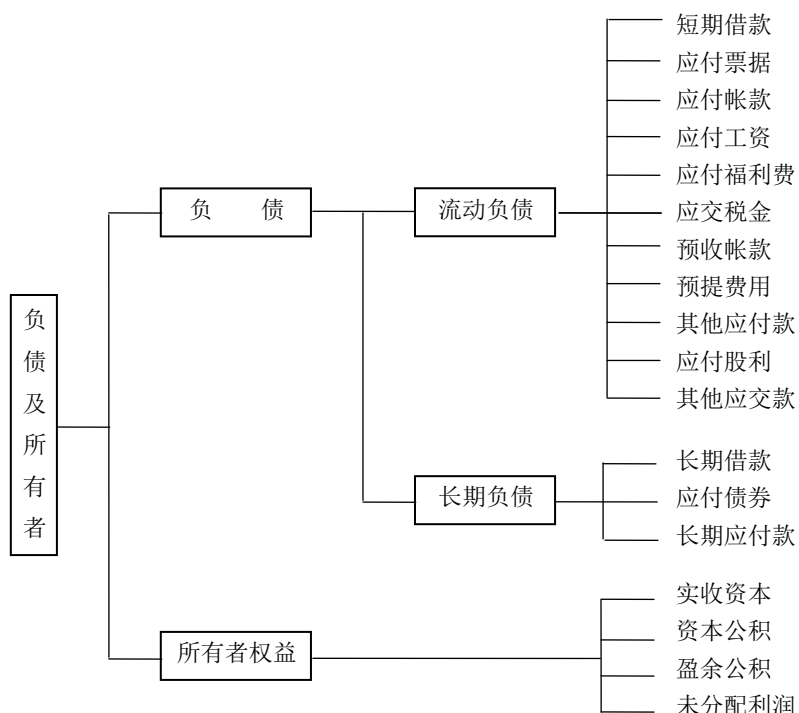 短期借款
应付票据
应付帐款
应付工资
应付福利费
负 债
流动负债
应交税金
预收帐款
预提费用
其他应付款
应付股利
其他应交款
负债及所有者
长期借款
长期负债
应付债券
长期应付款
实收资本
资本公积
所有者权益
盈余公积
未分配利润